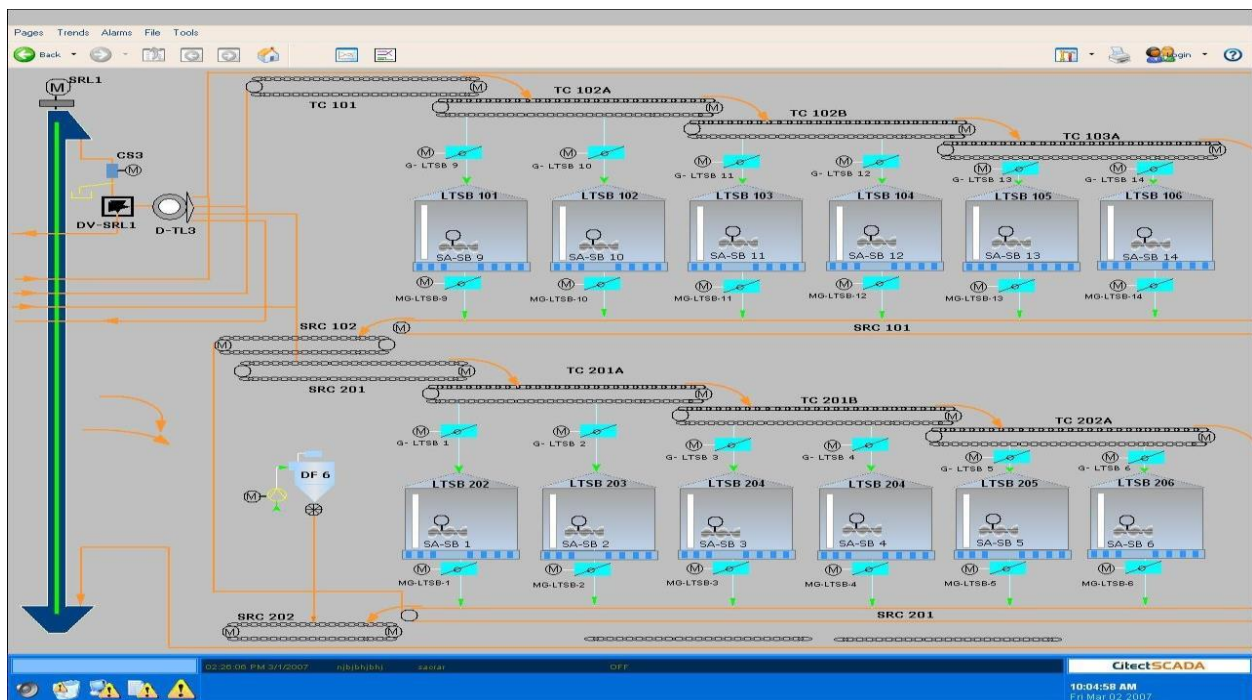 Pages Trends Alarms File Tools
Back
Login
SRL1
M
TC 101
M
TC 102A
M
TC 102B
M
TC 103A
M
CS3
M
DV-SRL1
D-TL3
M
G- LTSB 9
M
G- LTSB 10
M
G- LTSB 11
M
G- LTSB 12
M
G- LTSB 13
M
G- LTSB 14
LTSB 101
LTSB 102
LTSB 103
LTSB 104
LTSB 105
LTSB 106
SA-SB 9
SA-SB 10
SA-SB 11
SA-SB 12
SA-SB 13
SA-SB 14
M
MG-LTSB-9
M
MG-LTSB-10
M
MG-LTSB-11
M
MG-LTSB-12
M
MG-LTSB-13
M
MG-LTSB-14
SRC 102
M
SRC 101
M
M
SRC 201
TC 201A
M
TC 201B
M
TC 202A
M
M
G- LTSB 1
M
G- LTSB 2
M
G- LTSB 3
M
G- LTSB 4
M
G- LTSB 5
M
G- LTSB 6
DF 6
M
LTSB 202
LTSB 203
LTSB 204
LTSB 204
LTSB 205
LTSB 206
SA-SB 1
SA-SB 2
SA-SB 3
SA-SB 4
SA-SB 5
SA-SB 6
M
MG-LTSB-1
M
MG-LTSB-2
M
MG-LTSB-3
M
MG-LTSB-4
M
MG-LTSB-5
M
MG-LTSB-6
SRC 202
M
M
SRC 201
02:26:06 PM 3/1/2007 njbjbhjbhj OFF
CitectSCADA
10:04:58 AM
Fri Mar 02 2007